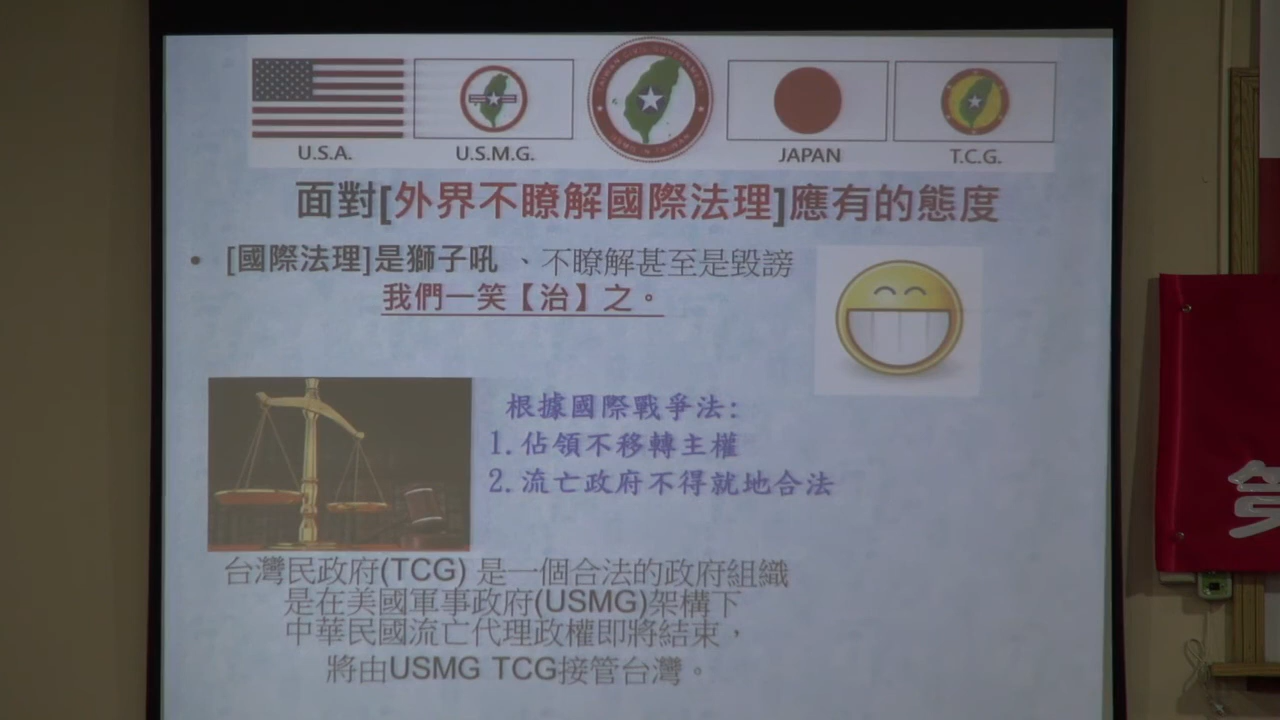 U.S.A.
U.S.M.G.
JAPAN
T.C.G.
面對[外界不瞭解國際法理]應有的態度
• [國際法理]是獅子吼、不瞭解甚至是毀謗
我們一笑【治】之。
根據國際戰爭法:
1.佔領不移轉主權
2.流亡政府不得就地合法
台灣民政府(TCG) 是一個合法的政府組織
是在美國軍事政府(USMG)架構下
中華民國流亡代理政權即將結束，
將由USMG TCG接管台灣。